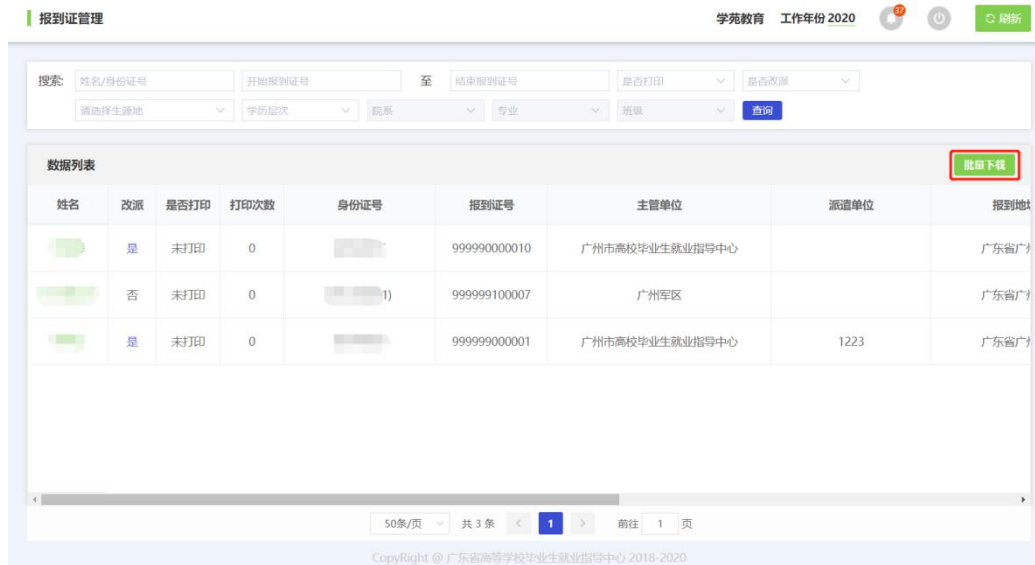 报到证管理 学苑教育 工作年份 2020 37 刷新
搜索: 姓名/身份证号 开始报到证号 至 结束报到证号 是否打印 是否改派
请选择生源地 学历层次 院系 专业 班级 查询
数据列表 批量下载
姓名 改派 是否打印 打印次数 身份证号 报到证号 主管单位 派遣单位 报到地
是 未打印 0 999990000010 广州市高校毕业生就业指导中心 广东省广
否 未打印 0 1) 999999100007 广州军区 广东省广
是 未打印 0 999999000001 广州市高校毕业生就业指导中心 1223 广东省广
50条/页 共 3 条 < 1 > 前往 1 页
CopyRight @ 广东省高等学校毕业生就业指导中心 2018-2020